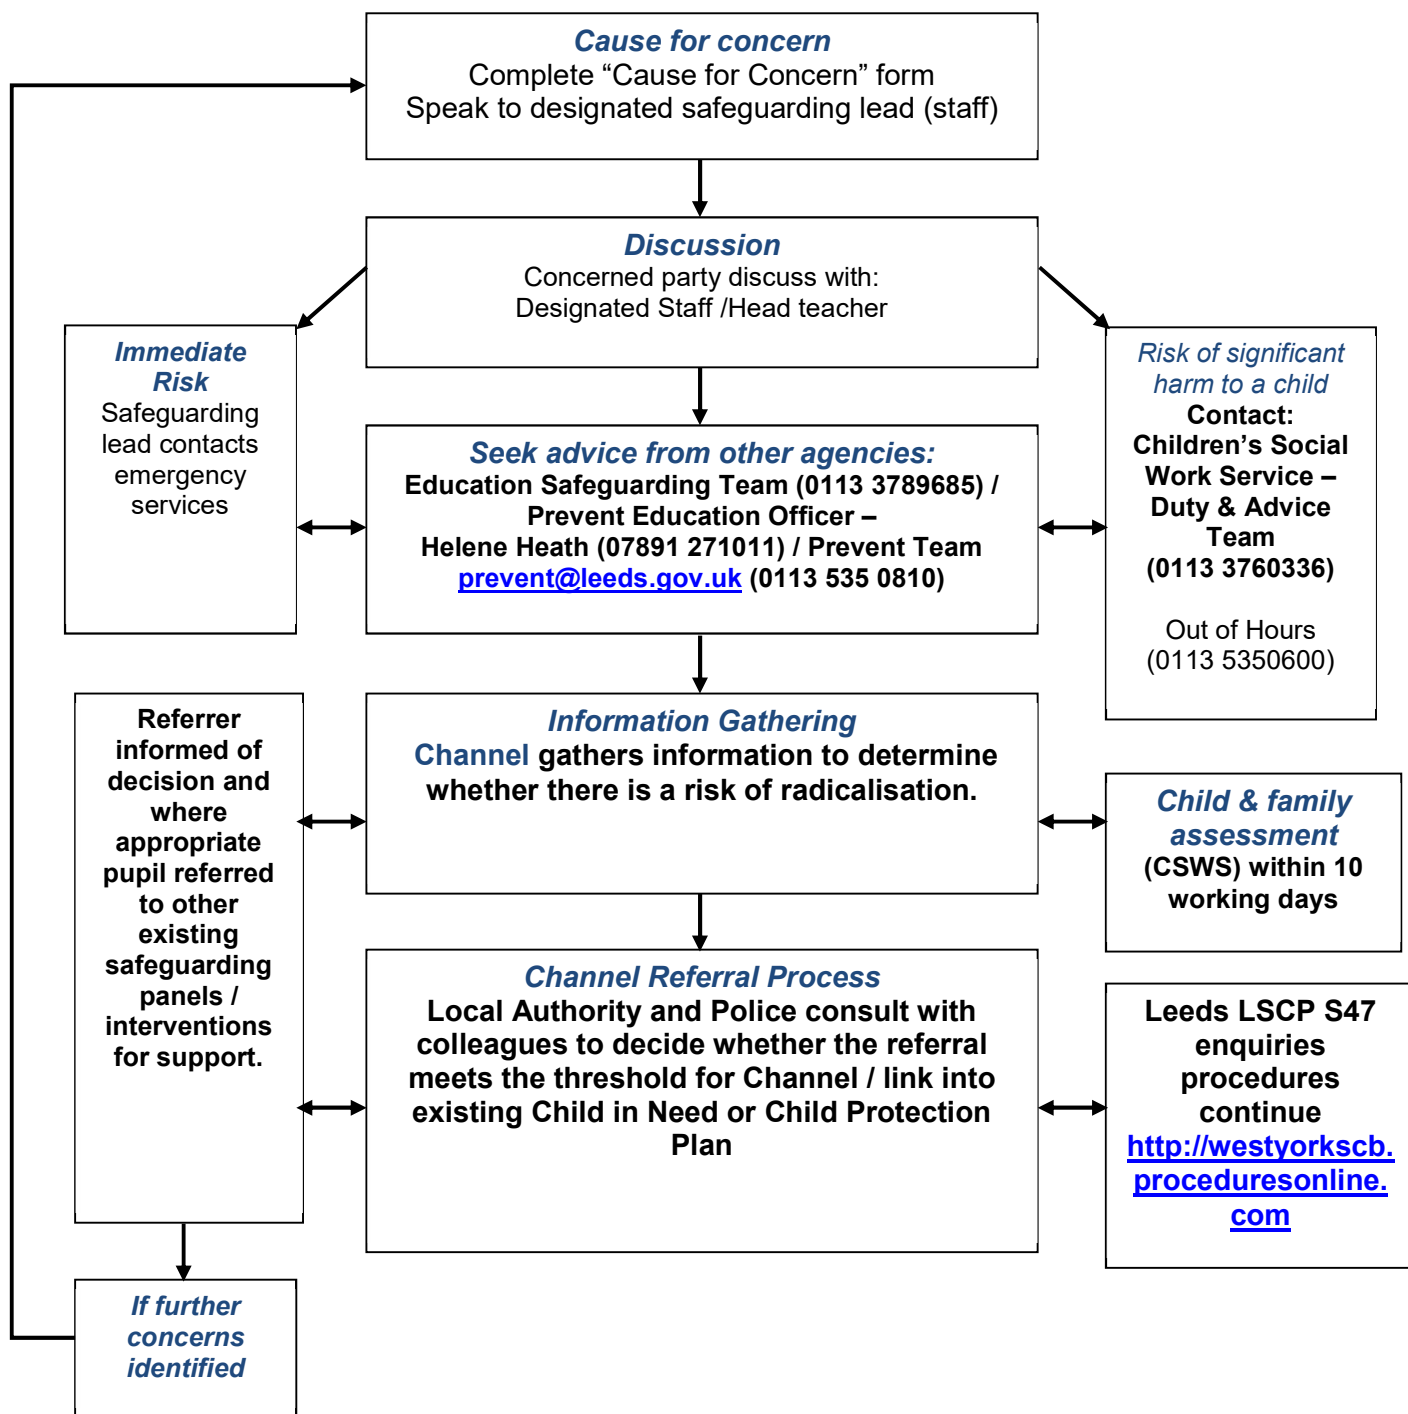 Cause for concern
Complete “Cause for Concern” form
Speak to designated safeguarding lead (staff)
Discussion
Concerned party discuss with:
Designated Staff /Head teacher
Immediate
Risk
Safeguarding
lead contacts
emergency
services
Seek advice from other agencies:
Education Safeguarding Team (0113 3789685) /
Prevent Education Officer –
Helene Heath (07891 271011) / Prevent Team
prevent@leeds.gov.uk (0113 535 0810)
Risk of significant
harm to a child
Contact:
Children’s Social
Work Service –
Duty & Advice
Team
(0113 3760336)
Out of Hours
(0113 5350600)
Information Gathering
Channel gathers information to determine
whether there is a risk of radicalisation.
Referrer
informed of
decision and
where
appropriate
pupil referred
to other
existing
safeguarding
panels /
interventions
for support.
Child & family
assessment
(CSWS) within 10
working days
Channel Referral Process
Local Authority and Police consult with
colleagues to decide whether the referral
meets the threshold for Channel / link into
existing Child in Need or Child Protection
Plan
Leeds LSCP S47
enquiries
procedures
continue
http://westyorkscb.
proceduresonline.
com
If further
concerns
identified